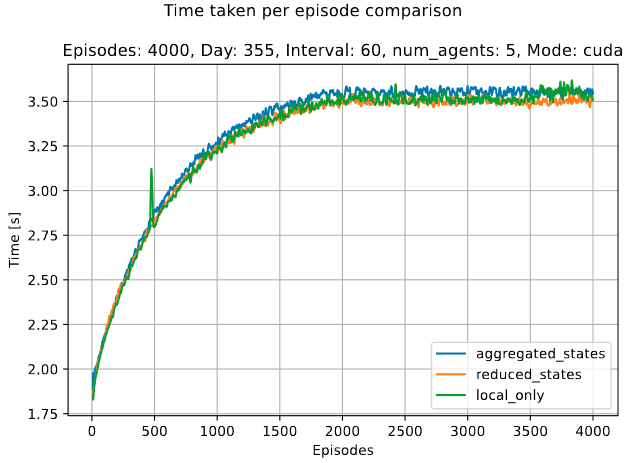 Time taken per episode comparison
Episodes: 4000, Day: 355, Interval: 60, num_agents: 5, Mode: cuda
3.50
3.25
3.00
2.75
2.50
2.25
2.00
1.75
Time [s]
aggregated_states
reduced_states
local_only
0 500 1000 1500 2000 2500 3000 3500 4000
Episodes